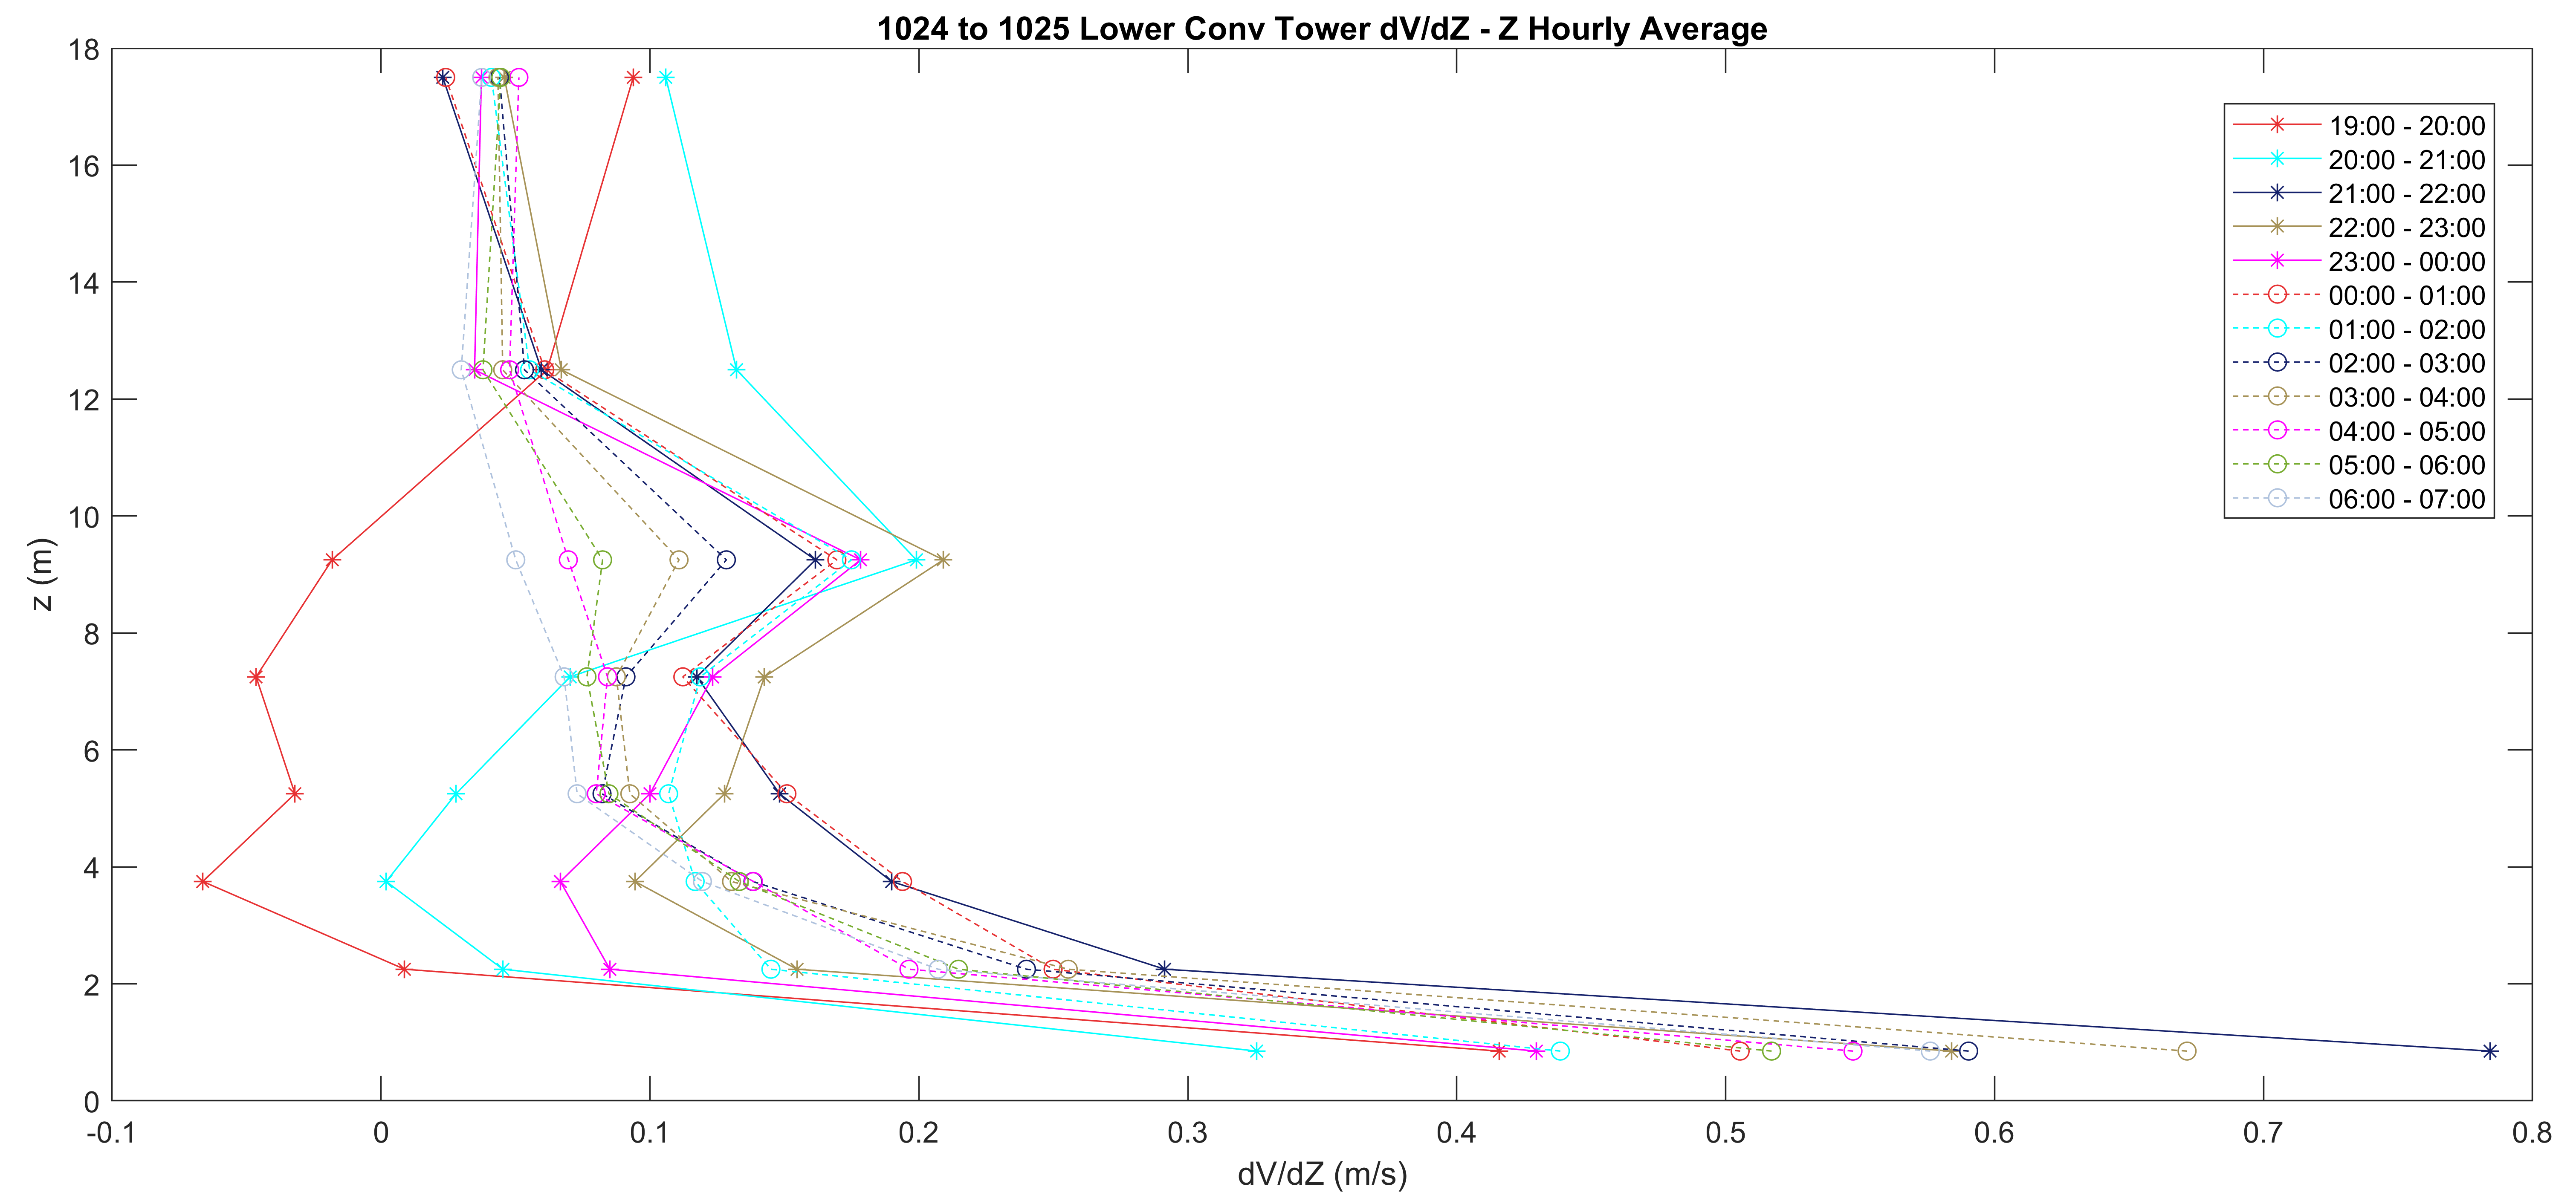 1024 to 1025 Lower Conv Tower dV/dZ - Z Hourly Average
18
16
14
12
10
8
6
4
2
0
z (m)
19:00 - 20:00
20:00 - 21:00
21:00 - 22:00
22:00 - 23:00
23:00 - 00:00
00:00 - 01:00
01:00 - 02:00
02:00 - 03:00
03:00 - 04:00
04:00 - 05:00
05:00 - 06:00
06:00 - 07:00
-0.1 0 0.1 0.2 0.3 0.4 0.5 0.6 0.7 0.8
dV/dZ (m/s)